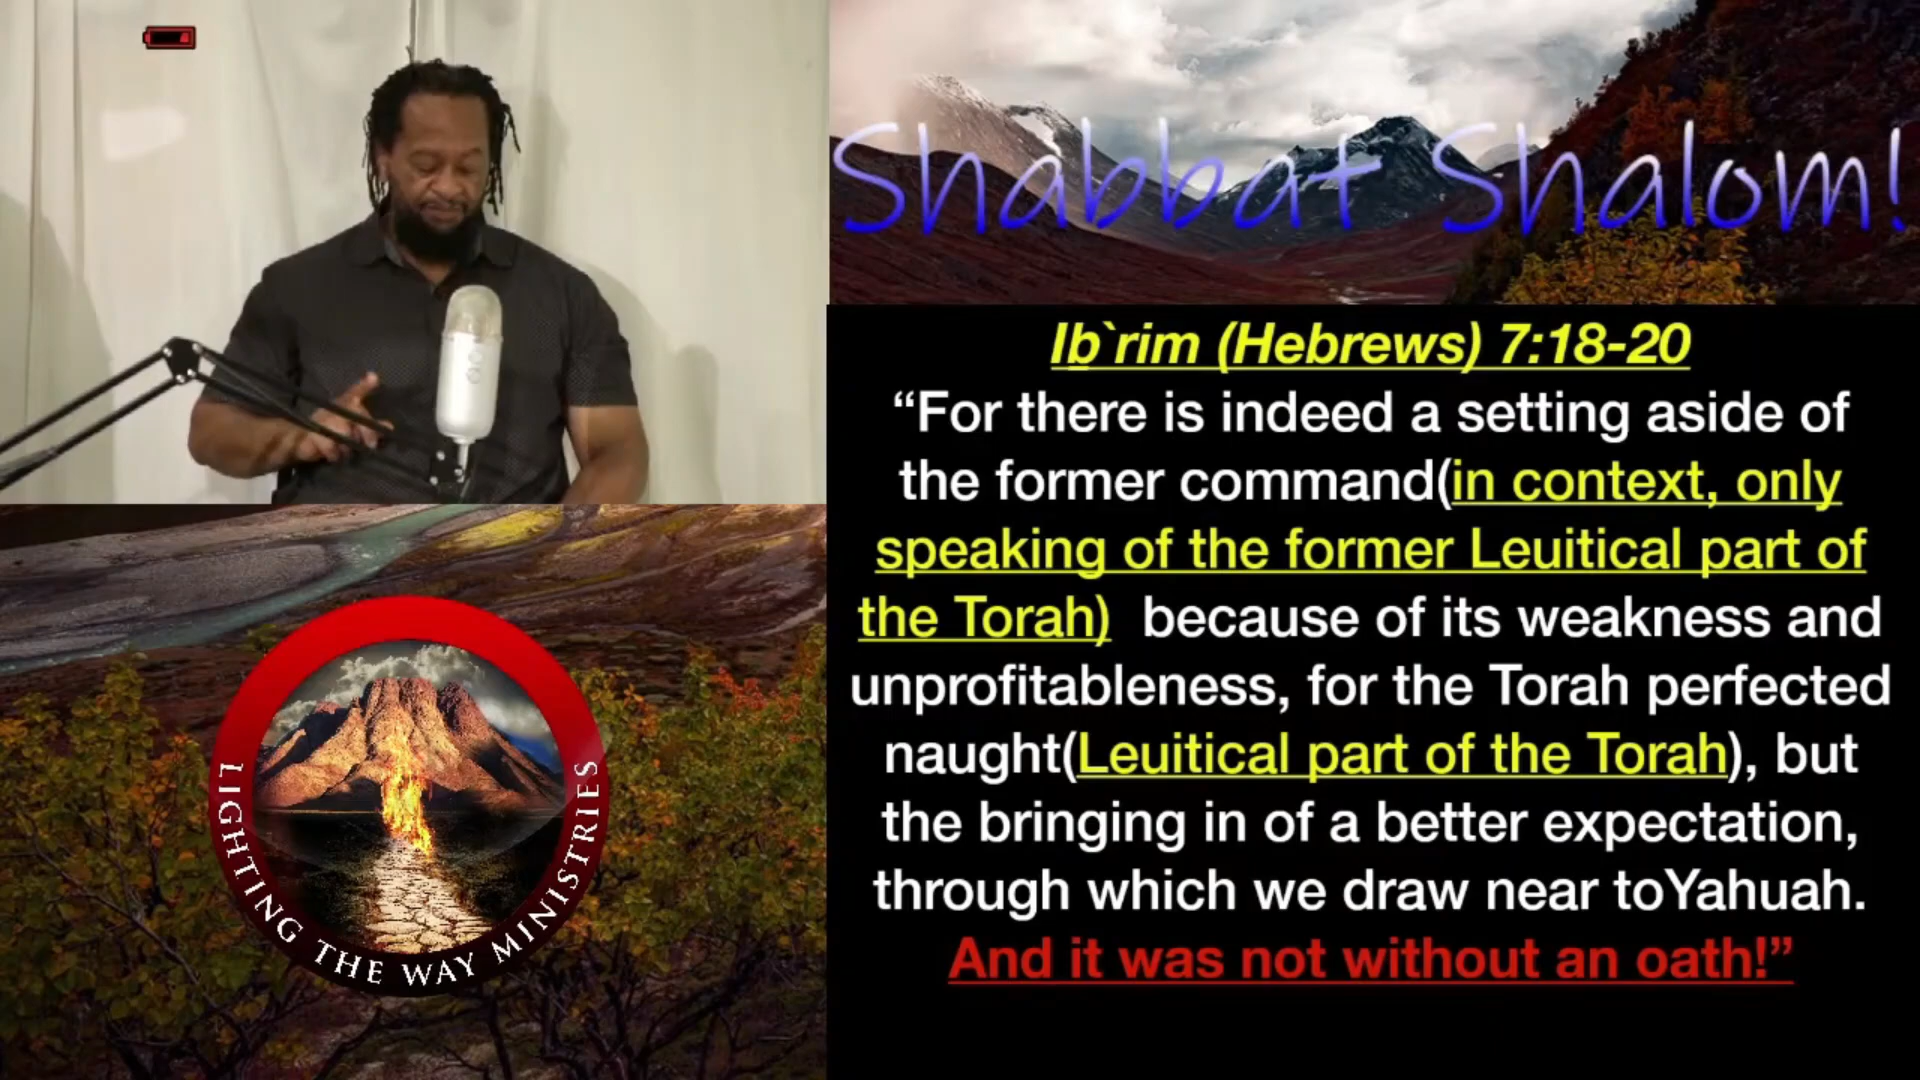 Shabbat Shalom!
Ib`rim (Hebrews) 7:18-20
“For there is indeed a setting aside of
the former command(in context, only
speaking of the former Leuitical part of
the Torah)  because of its weakness and
unprofitableness, for the Torah perfected
naught(Leuitical part of the Torah), but
the bringing in of a better expectation,
through which we draw near toYahuah.
And it was not without an oath!”
LIGHTING THE WAY MINISTRIES